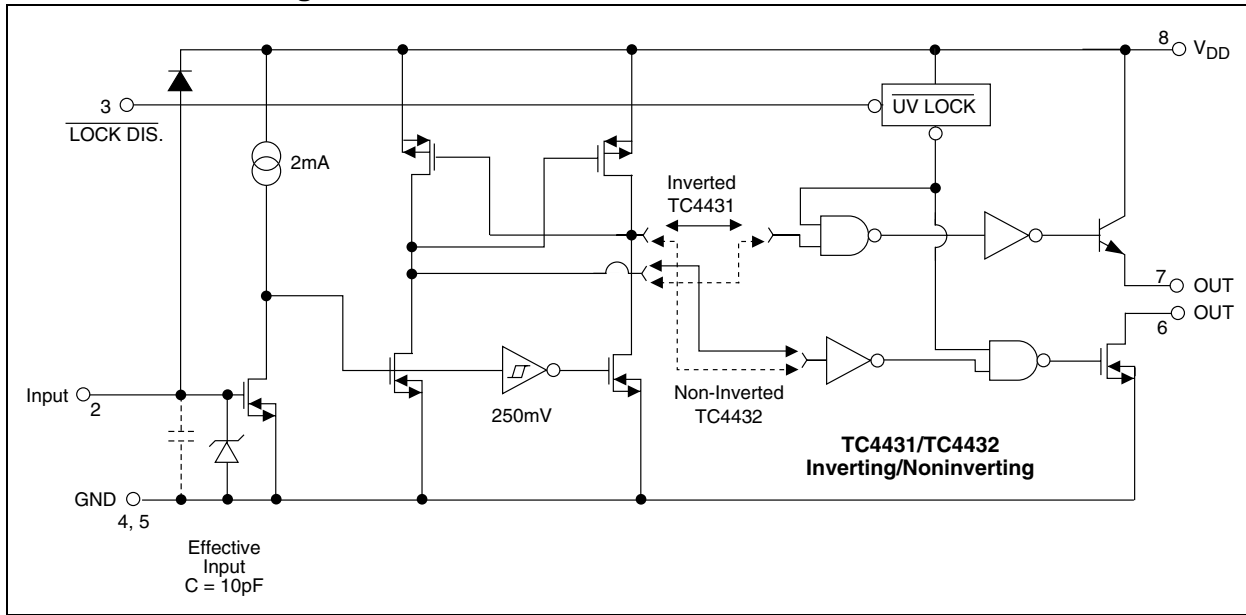 8
V_DD
3
LOCK DIS.
UV LOCK
2mA
Inverted
TC4431
7
OUT
OUT
6
Input
2
250mV
Non-Inverted
TC4432
TC4431/TC4432
Inverting/Noninverting
GND
4, 5
Effective
Input
C = 10pF